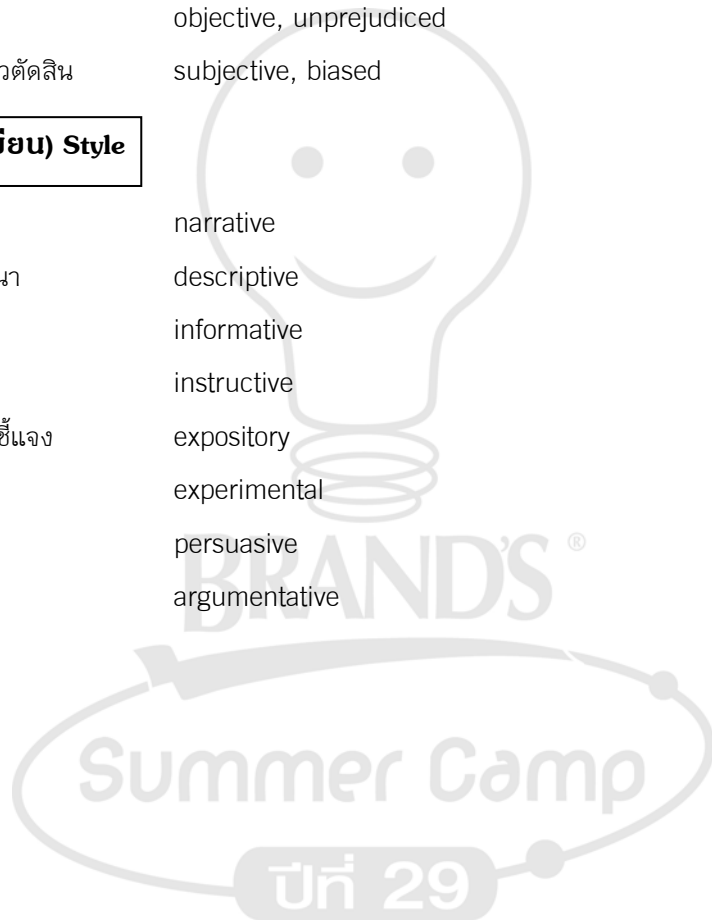 objective, unprejudiced
วตัดสิน subjective, biased
ขียน) Style
narrative
นา descriptive
informative
instructive
ชี้แจง expository
experimental
persuasive
argumentative
BRAND'S ®
Summer Camp
ปีที่ 29